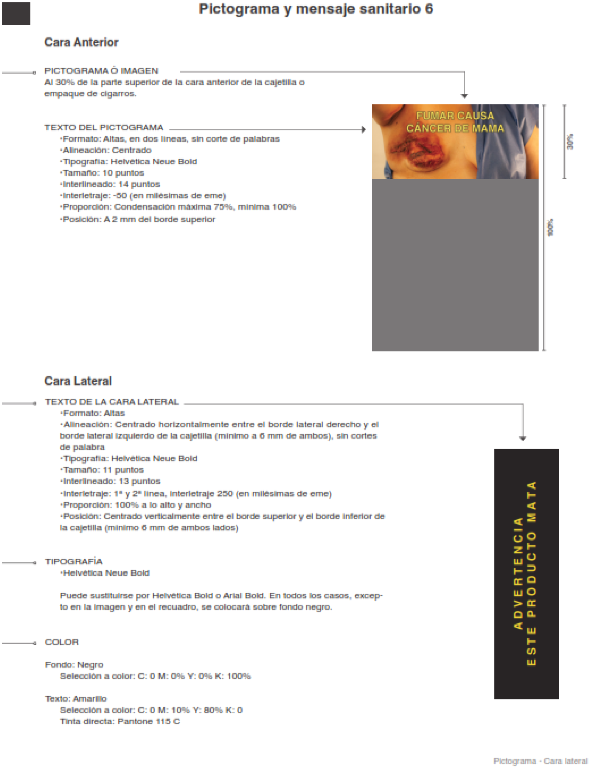 Pictograma y mensaje sanitario 6
Cara Anterior
PICTOGRAMA Ó IMAGEN
Al 30% de la parte superior de la cara anterior de la cajetilla o
empaque de cigarros.
TEXTO DEL PICTOGRAMA
·Formato: Altas, en dos líneas, sin corte de palabras
·Alineación: Centrado
·Tipografía: Helvética Neue Bold
·Tamaño: 10 puntos
·Interlineado: 14 puntos
·Interletraje: -50 (en milésimas de eme)
·Proporción: Condensación máxima 75%, mínima 100%
·Posición: A 2 mm del borde superior
FUMAR CAUSA
CÁNCER DE MAMA
30%
100%
Cara Lateral
TEXTO DE LA CARA LATERAL
·Formato: Altas
·Alineación: Centrado horizontalmente entre el borde lateral derecho y el
borde lateral izquierdo de la cajetilla (mínimo á 6 mm de ambos), sin cortes
de palabra
·Tipografía: Helvética Neue Bold
·Tamaño: 11 puntos
·Interlineado: 13 puntos
·Interletraje: 1ª y 2ª línea, interletraje 250 (en milésimas de eme)
·Proporción: 100% a lo alto y ancho
·Posición: Centrado verticalmente entre el borde superior y el borde inferior de
la cajetilla (mínimo 6 mm de ambos lados)
ADVERTENCIA
ESTE PRODUCTO MATA
TIPOGRAFÍA
·Helvética Neue Bold
Puede sustituirse por Helvética Bold o Arial Bold. En todos los casos, excep-
to en la imagen y en el recuadro, se colocará sobre fondo negro.
COLOR
Fondo: Negro
Selección a color: C: 0 M: 0% Y: 0% K: 100%
Texto: Amarillo
Selección a color: C: 0 M: 10% Y: 80% K: 0
Tinta directa: Pantone 115 C
Pictograma - Cara lateral